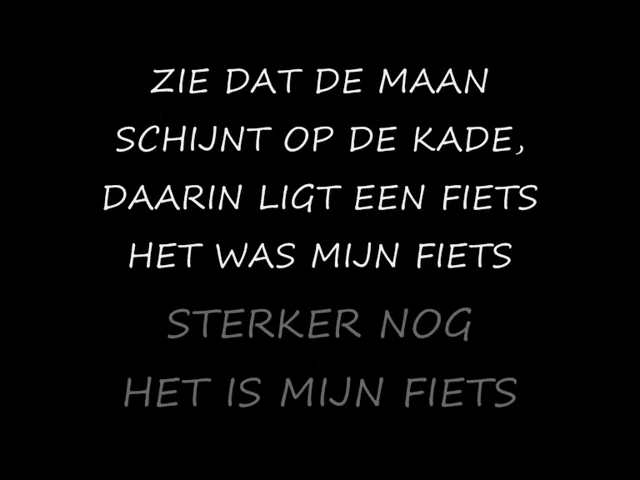 ZIE DAT DE MAAN
SCHIJNT OP DE KADE,
DAARIN LIGT EEN FIETS
HET WAS MIJN FIETS
STERKER NOG
HET IS MIJN FIETS